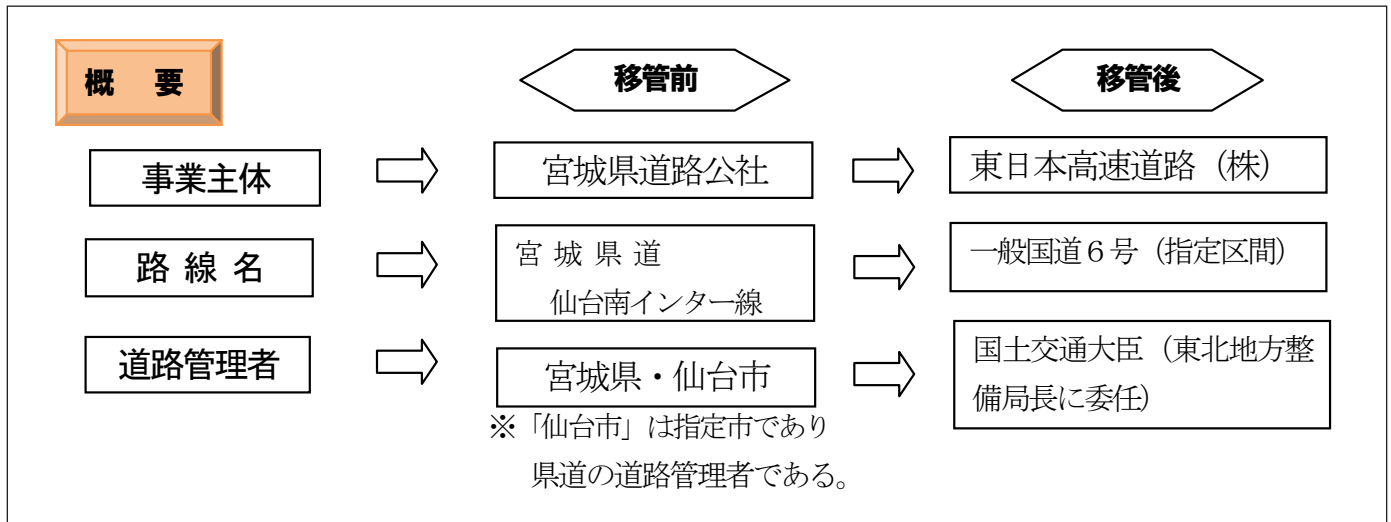 概　要
移管前
移管後
事業主体
宮城県道路公社
東日本高速道路（株）
路 線 名
宮 城 県 道
仙台南インター線
一般国道６号（指定区間）
道路管理者
宮城県・仙台市
国土交通大臣（東北地方整
備局長に委任）
※「仙台市」は指定市であり
県道の道路管理者である。